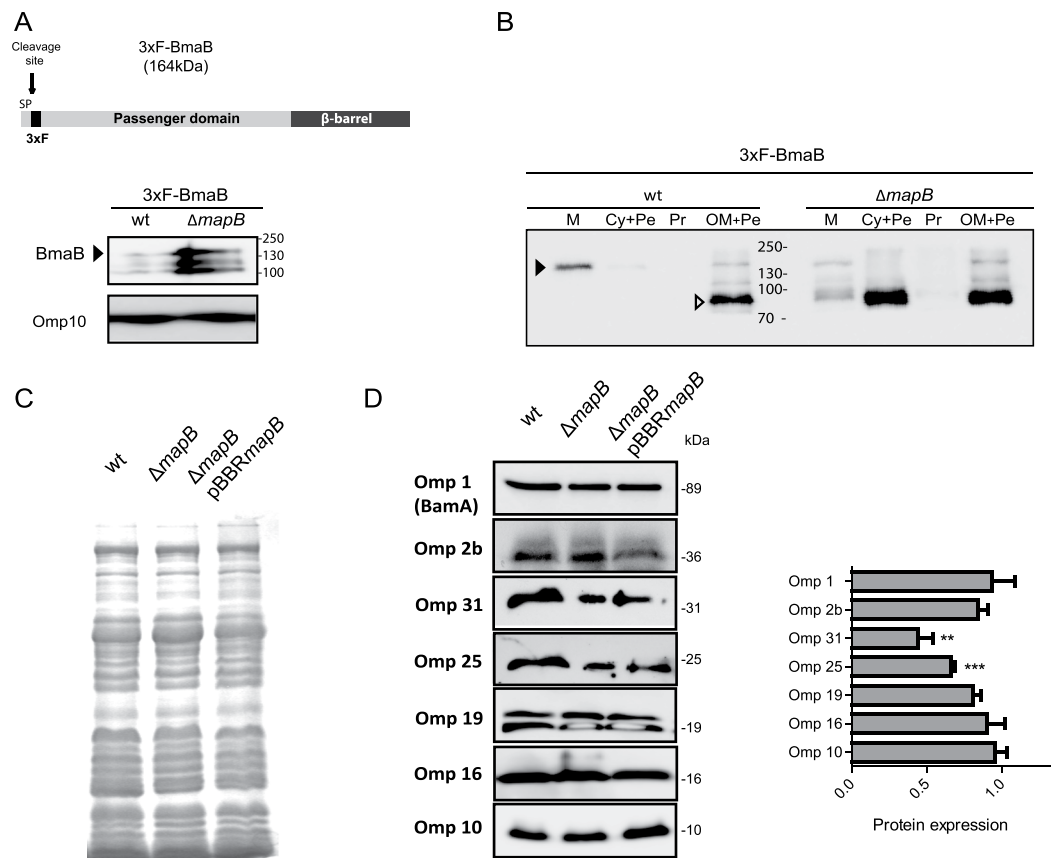 A
Cleavage
site
3xF-BmaB
(164kDa)
SP
Passenger domain
β-barrel
3xF
3xF-BmaB
wt
ΔmapB
BmaB
-250
-130
-100
Omp10
B
3xF-BmaB
wt
ΔmapB
M Cy+Pe Pr OM+Pe
M Cy+Pe Pr OM+Pe
250-
130-
100-
70 -
C
wt
ΔmapB
ΔmapB
pBBRmapB
D
wt
ΔmapB
ΔmapB
pBBRmapB
kDa
Omp 1
(BamA)
-89
Omp 2b
-36
Omp 31
-31
Omp 25
-25
Omp 19
-19
Omp 16
-16
Omp 10
-10
Omp 1
Omp 2b
Omp 31
**
Omp 25
***
Omp 19
Omp 16
Omp 10
0.0
0.5
1.0
Protein expression